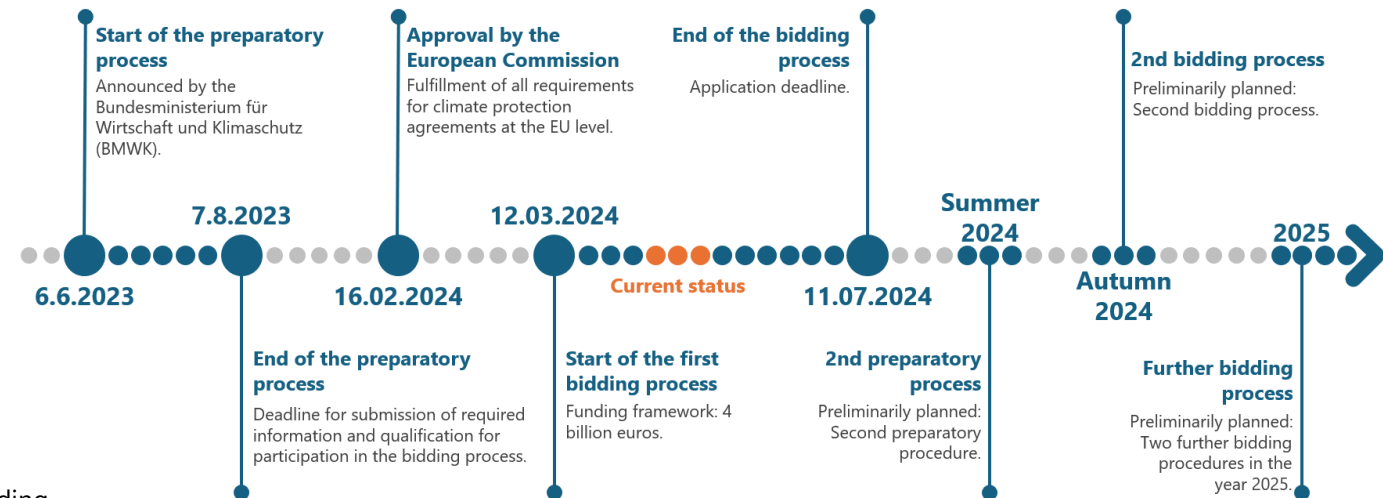 Start of the preparatory
process
Announced by the
Bundesministerium für
Wirtschaft und Klimaschutz
(BMWK).
Approval by the
European Commission
Fulfillment of all requirements
for climate protection
agreements at the EU level.
End of the bidding
process
Application deadline.
2nd bidding process
Preliminarily planned:
Second bidding process.
7.8.2023
12.03.2024
Summer
2024
2025
6.6.2023
16.02.2024
Current status
11.07.2024
Autumn
2024
End of the preparatory
process
Deadline for submission of required
information and qualification for
participation in the bidding process.
Start of the first
bidding process
Funding framework: 4
billion euros.
2nd preparatory
process
Preliminarily planned:
Second preparatory
procedure.
Further bidding
process
Preliminarily planned:
Two further bidding
procedures in the
year 2025.